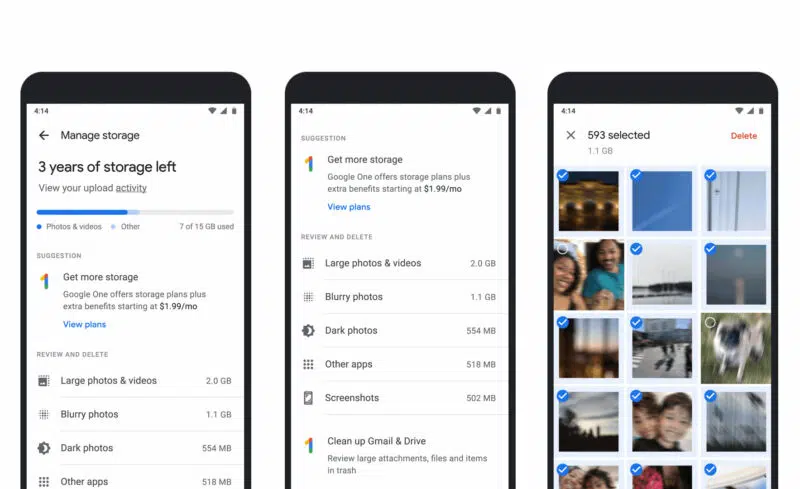 4:14
Manage storage
3 years of storage left
View your upload activity
Photos & videos Other 7 of 15 GB used
SUGGESTION
Get more storage
Google One offers storage plans plus
extra benefits starting at $1.99/mo
View plans
REVIEW AND DELETE
Large photos & videos 2.0 GB
Blurry photos 1.1 GB
Dark photos 554 MB
Other apps 518 MB
4:14
SUGGESTION
Get more storage
Google One offers storage plans plus
extra benefits starting at $1.99/mo
View plans
REVIEW AND DELETE
Large photos & videos 2.0 GB
Blurry photos 1.1 GB
Dark photos 554 MB
Other apps 518 MB
Screenshots 502 MB
Clean up Gmail & Drive
Review large attachments, files and items
in trash
4:14
593 selected Delete
1.1 GB